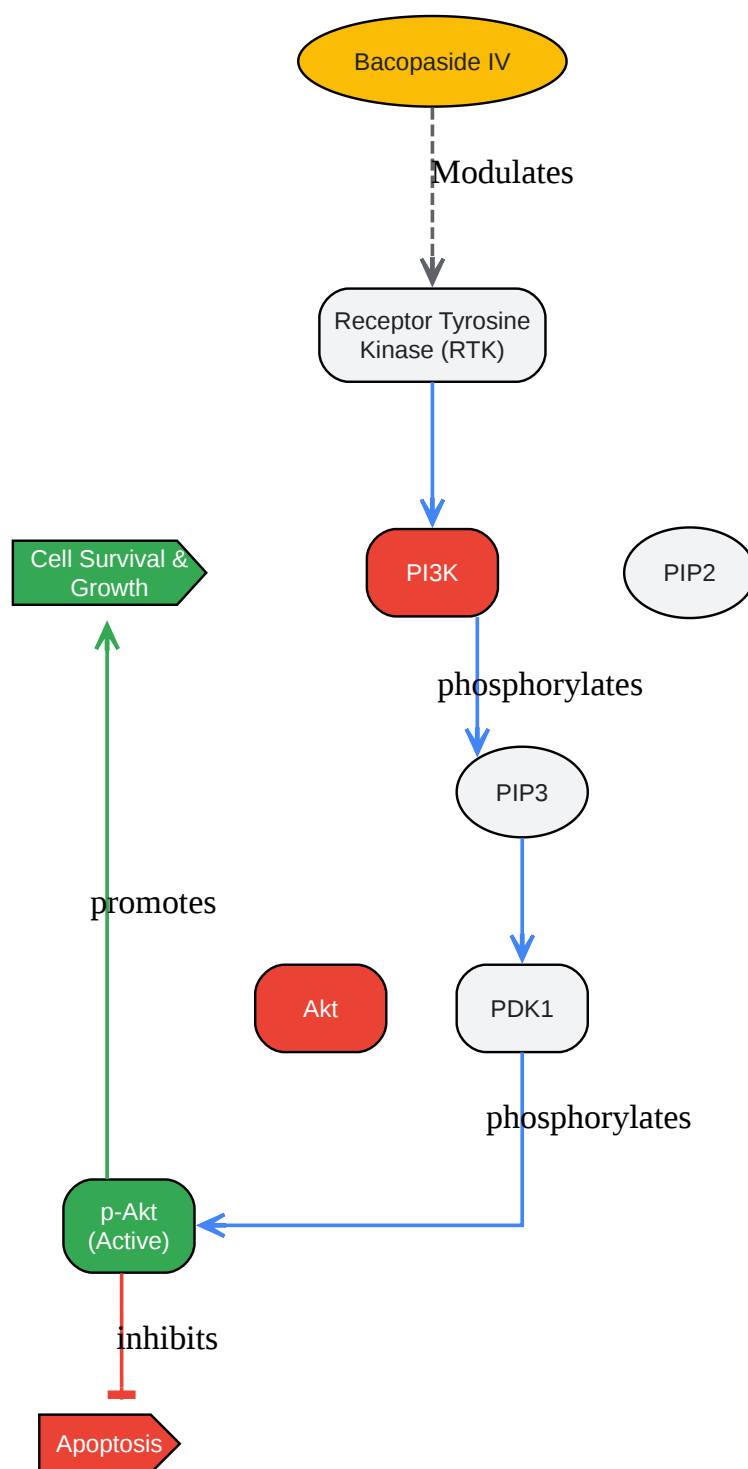 Bacopaside IV
Modulates
Receptor Tyrosine
Kinase (RTK)
Cell Survival &
Growth
PI3K
PIP2
phosphorylates
PIP3
promotes
Akt
PDK1
phosphorylates
p-Akt
(Active)
inhibits
Apoptosis